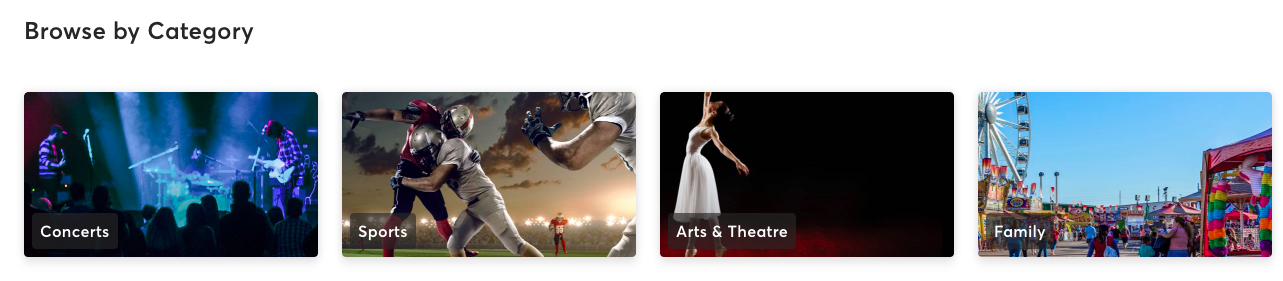 Browse by Category
Concerts
Sports
Arts & Theatre
Family